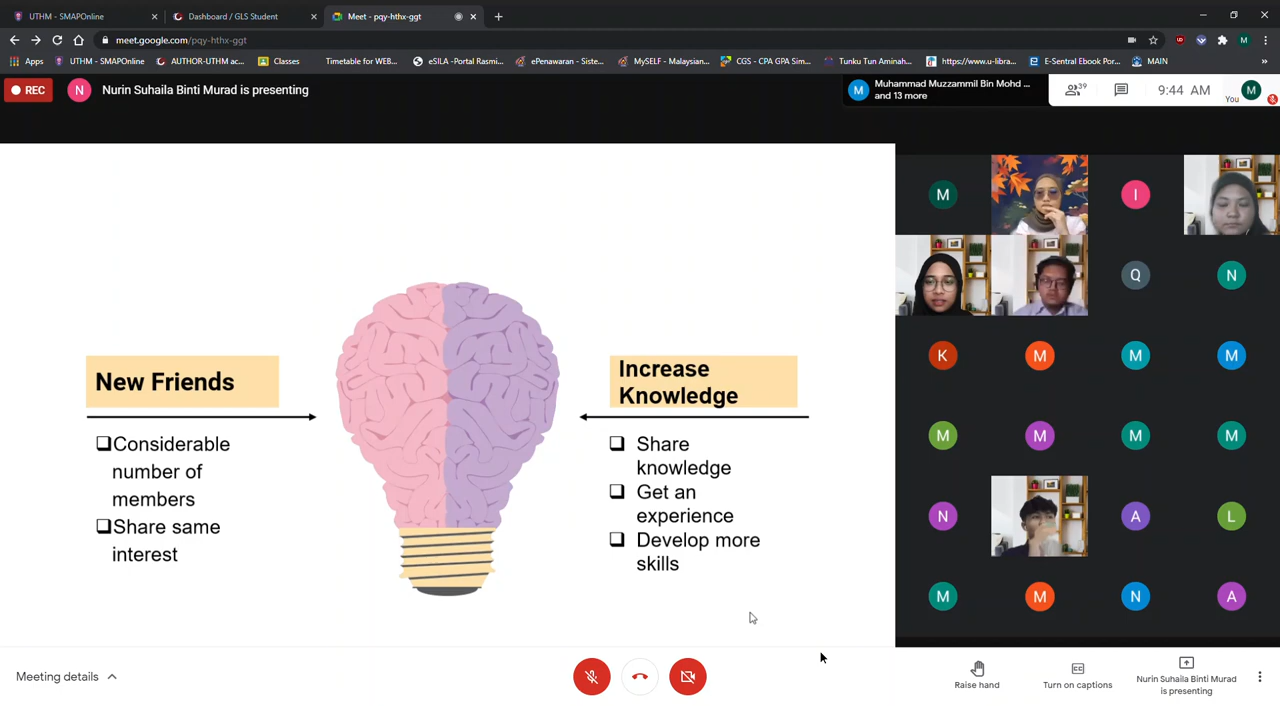 UTHM - SMAPOnline
Dashboard / GLS Student
Meet - pqy-hthx-ggt
meet.google.com/pqy-hthx-ggt
M
Apps
UTHM - SMAPOnline
AUTHOR-UTHM ac...
Classes
Timetable for WEB...
eSILA -Portal Rasmi...
ePenawaran - Siste...
MySELF - Malaysian...
CGS - CPA GPA Sim...
Tunku Tun Aminah...
https://www.u-libra...
E-Sentral Ebook Por...
MAIN
REC
N
Nurin Suhaila Binti Murad is presenting
M
Muhammad Muzzammil Bin Mohd ...
and 13 more
39
9:44 AM
You
M
New Friends
Considerable
number of
members
Share same
interest
Increase
Knowledge
Share
knowledge
Get an
experience
Develop more
skills
M
I
Q
N
K
M
M
M
M
M
M
M
N
A
L
M
M
N
A
Meeting details
Raise hand
Turn on captions
Nurin Suhaila Binti Murad
is presenting